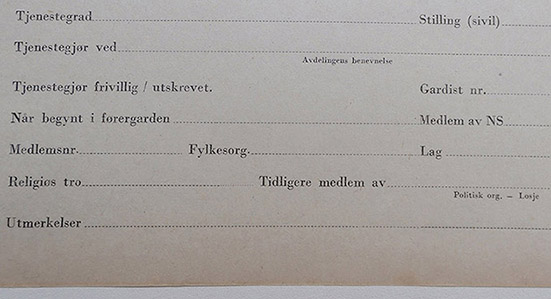 Tjenestegrad Stilling (sivil)
Tjenestegjør ved
Avdelingens benevnelse
Tjenestegjør frivillig / utskrevet. Gardist nr.
Når begynt i førergarden Medlem av NS
Medlemsnr. Fylkesorg. Lag
Religiøs tro Tidligere medlem av
Politisk org. – Losje
Utmerkelser